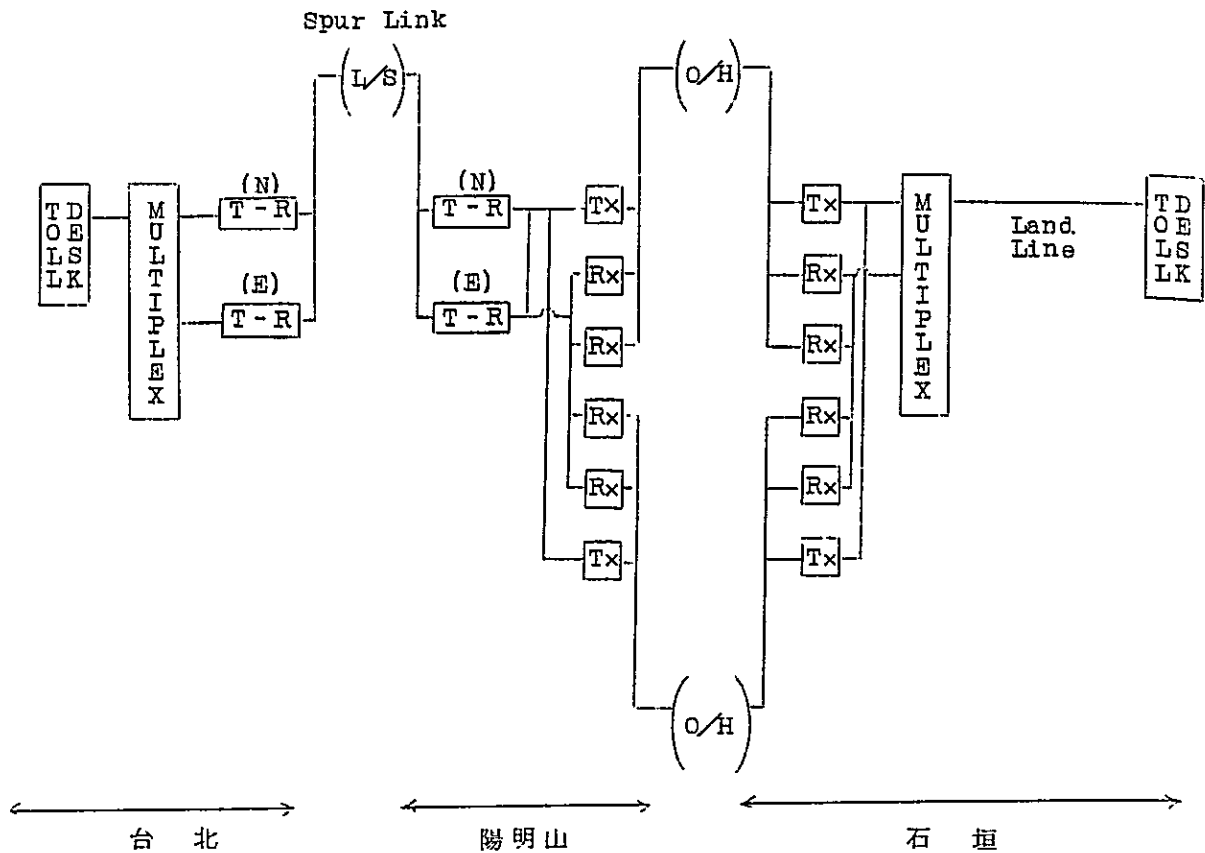 Spur Link
(L/S)
(O/H)
TOLL DESK
MULTIPLEX
(N)
T - R
(E)
T - R
(N)
T - R
(E)
T - R
Tx
Rx
Rx
Rx
Rx
Tx
Tx
Rx
Rx
Rx
Rx
Tx
MULTIPLEX
Land
Line
TOLL DESK
(O/H)
台 北
陽明山
石 垣